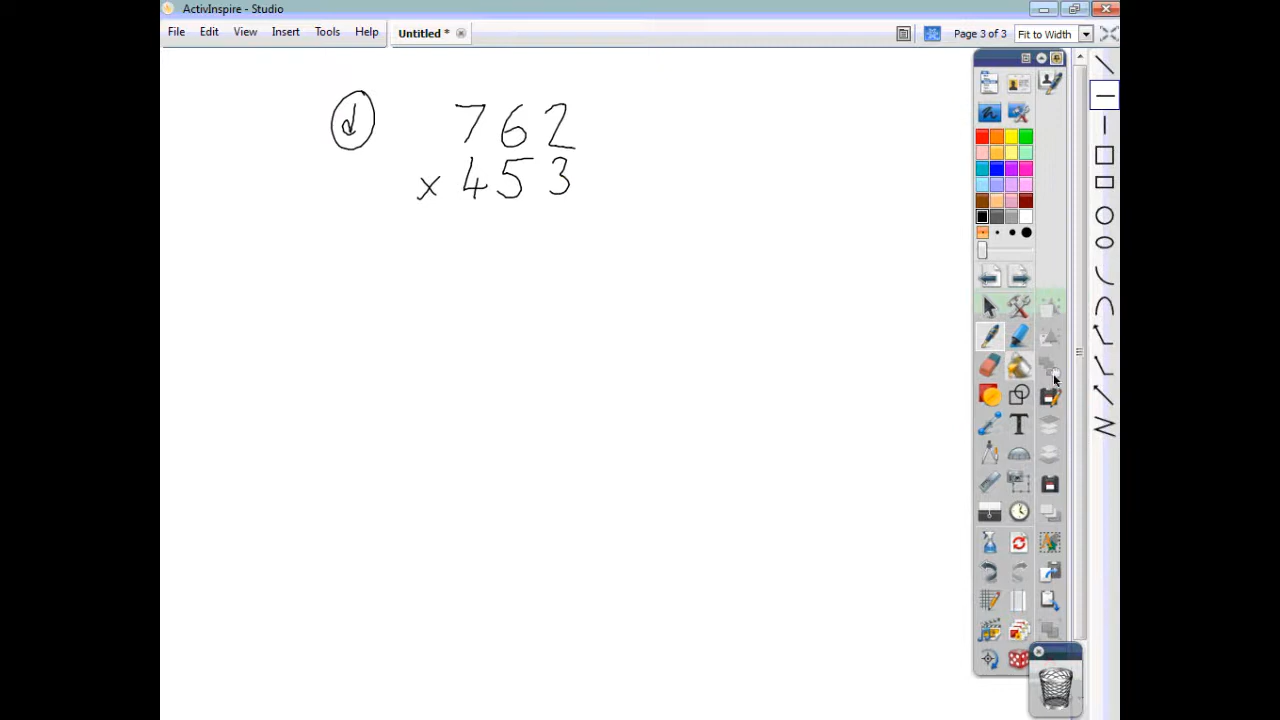 ActivInspire - Studio
File Edit View Insert Tools Help Untitled * Page 3 of 3 Fit to Width
d 762
x 453
T